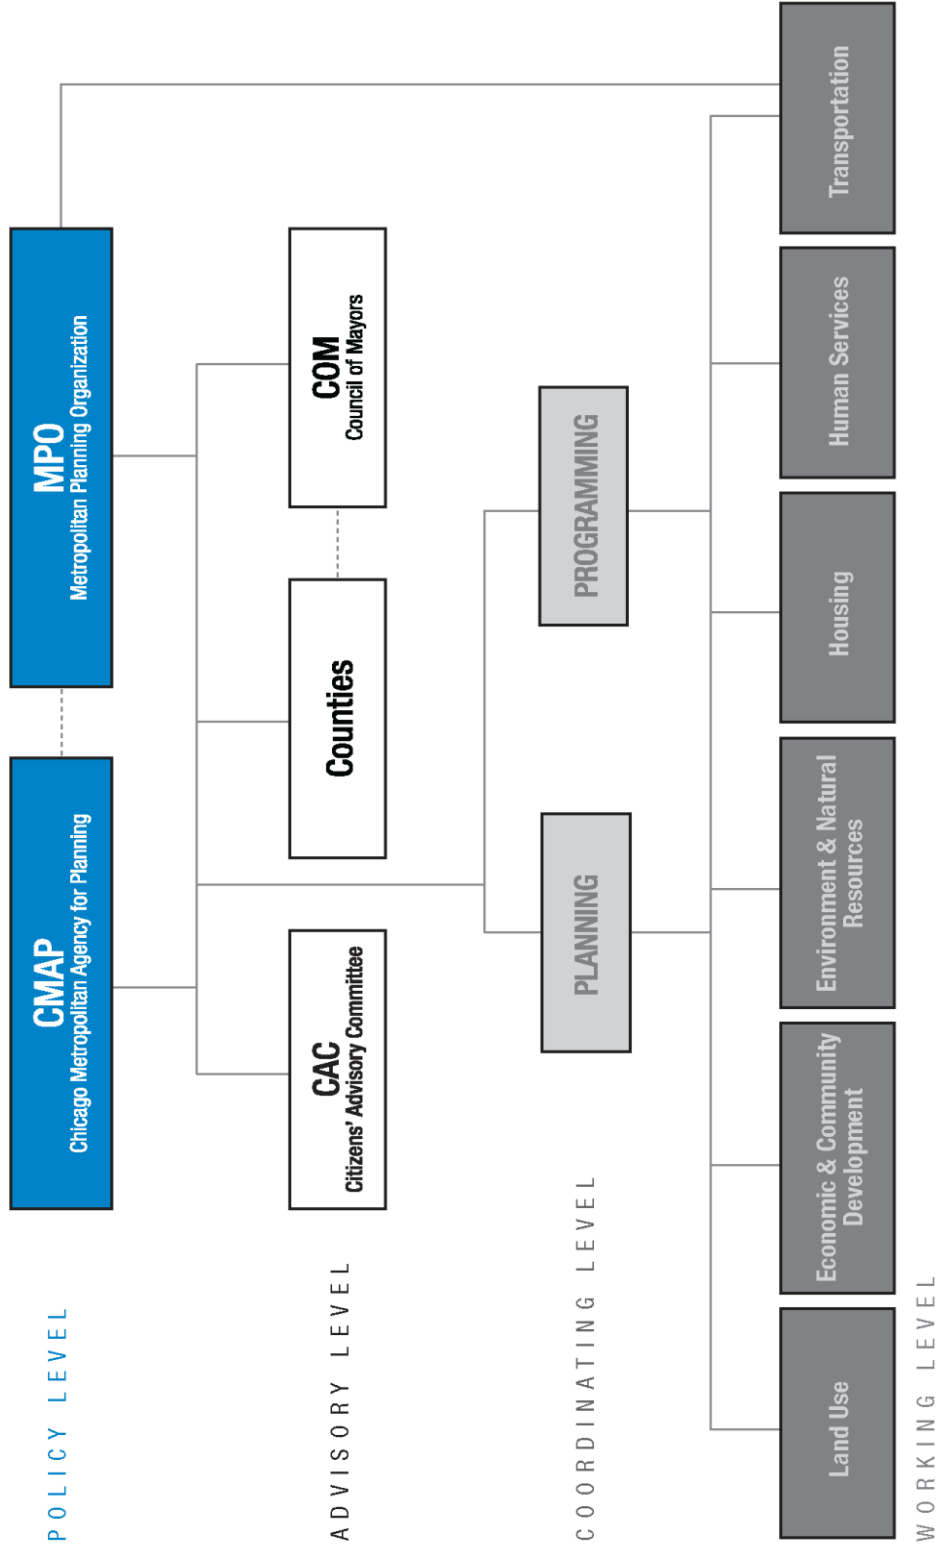 POLICY LEVEL
CMAP
Chicago Metropolitan Agency for Planning
MPO
Metropolitan Planning Organization
ADVISORY LEVEL
CAC
Citizens' Advisory Committee
Counties
COM
Council of Mayors
COORDINATING LEVEL
PLANNING
PROGRAMMING
WORKING LEVEL
Land Use
Economic & Community
Development
Environment & Natural
Resources
Housing
Human Services
Transportation